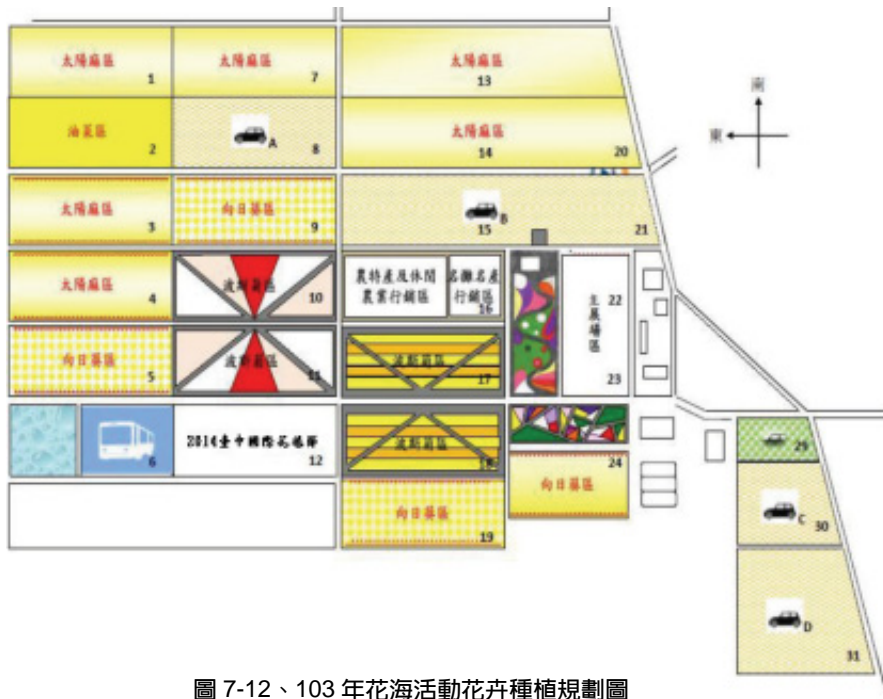 太陽麻區 1
太陽麻區 7
太陽麻區 13
南
東
油菜區 2
A 8
太陽麻區 14
20
太陽麻區 3
向日葵區 9
B 15
21
太陽麻區 4
波斯菊區 10
農特產及休閒
農業行銷區
名攤名產
行銷區
16
主展場區
22
向日葵區 5
波斯菊區 11
波斯菊區 17
23
6
2014臺中國際花毯節
12
波斯菊區 18
24
向日葵區
29
向日葵區 19
C 30
D
31
圖 7-12、103 年花海活動花卉種植規劃圖